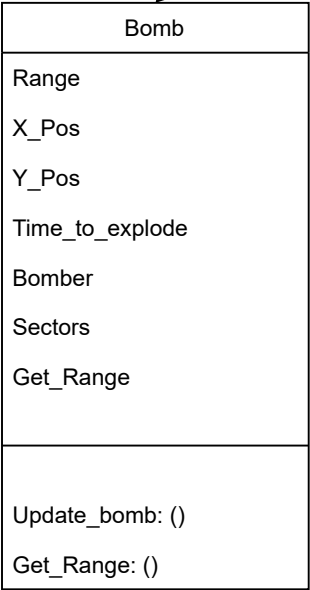 Bomb
Range
X_Pos
Y_Pos
Time_to_explode
Bomber
Sectors
Get_Range
Update_bomb: ()
Get_Range: ()